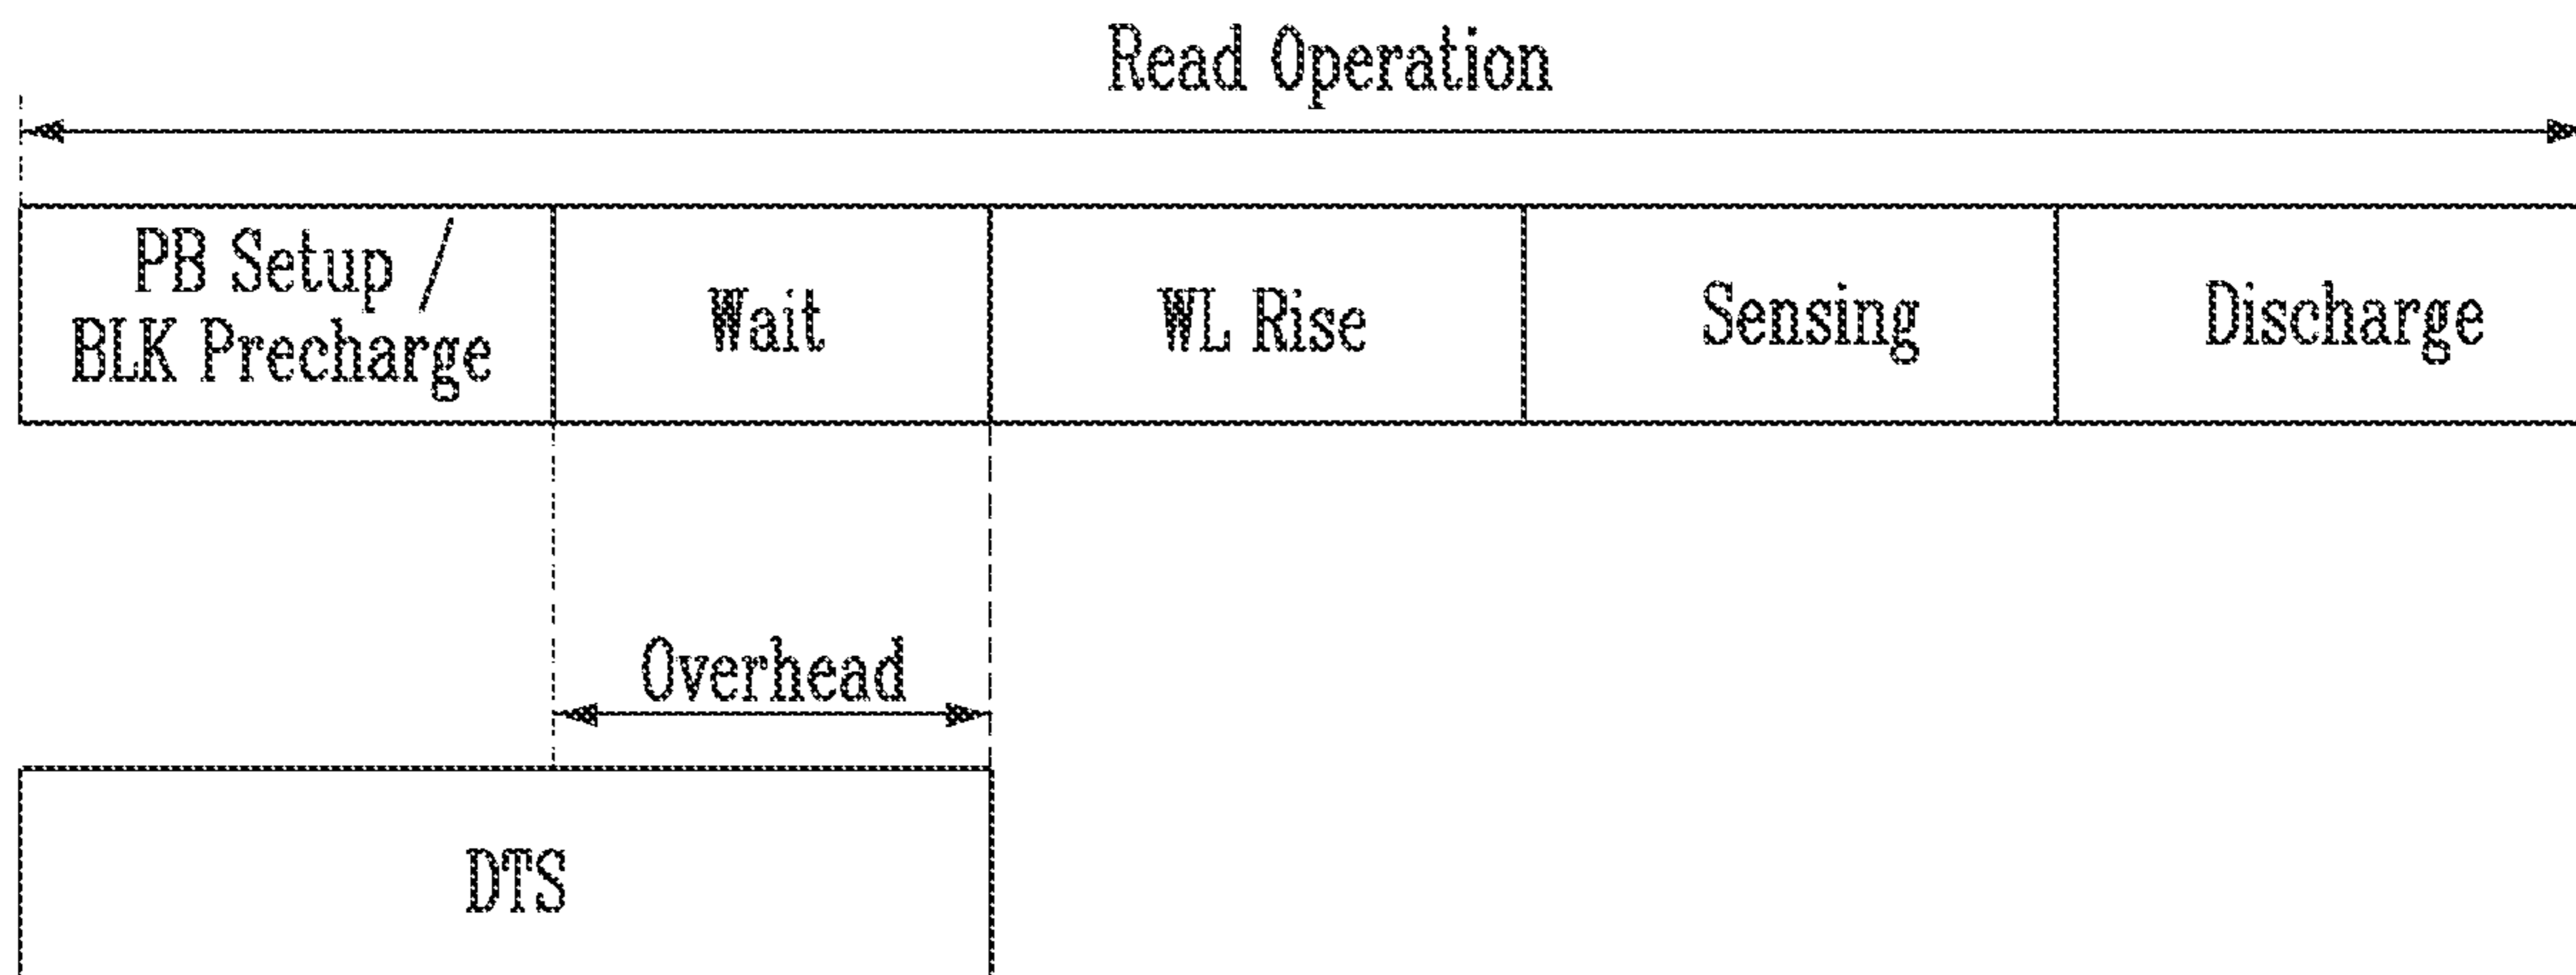 Read Operation
PB Setup /
BLK Precharge
Wait
WL Rise
Sensing
Discharge
Overhead
DTS